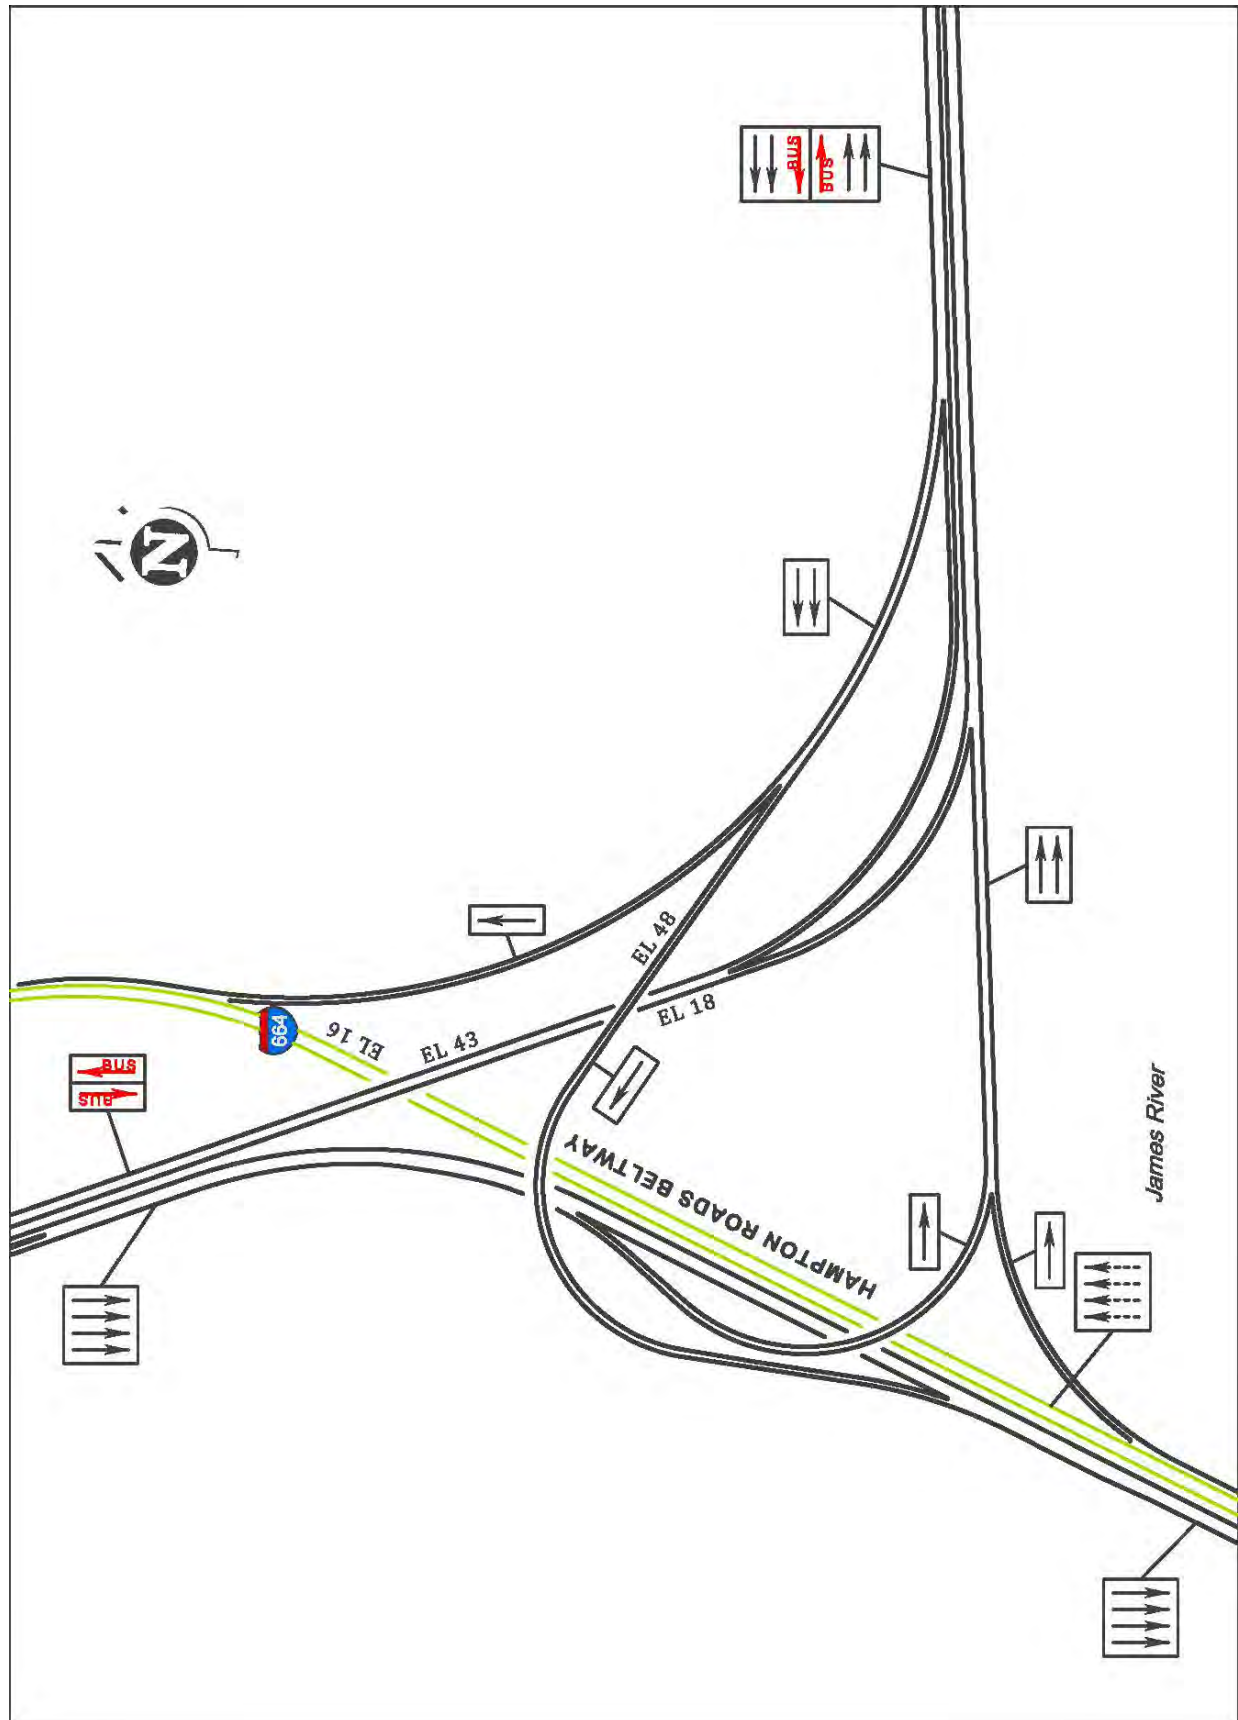 BUS
BUS
N
EL 48
EL 18
664
EL 16
EL 43
BUS
BUS
HAMPTON ROADS BELTWAY
James River